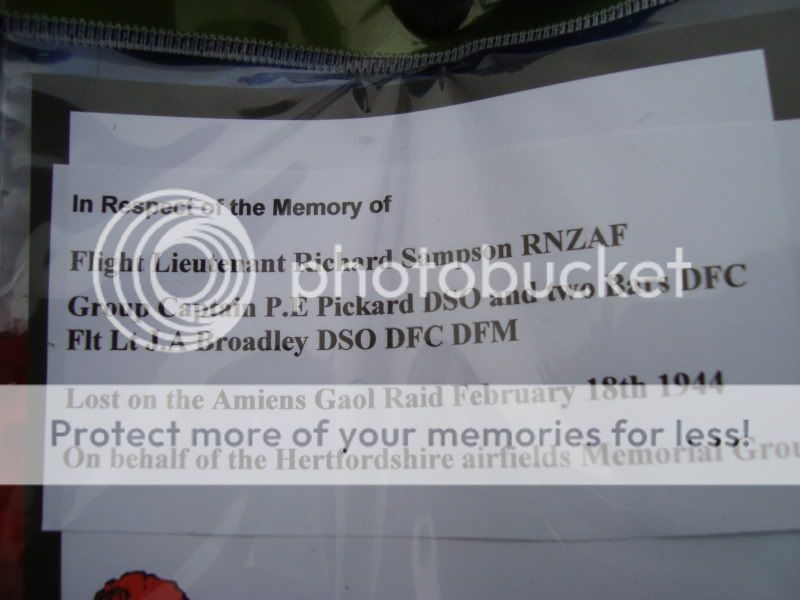 In Respect of the Memory of
Flight Lieutenant Richard Sampson RNZAF
photobucket
Group Captain P.E Pickard DSO and two Bars DFC
Flt Lt J.A Broadley DSO DFC DFM
Lost on the Amiens Gaol Raid February 18th 1944
Protect more of your memories for less!
On behalf of the Hertfordshire airfields Memorial Grou